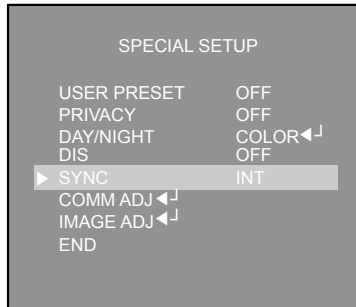 SPECIAL SETUP
USER PRESET OFF
PRIVACY OFF
DAY/NIGHT COLOR
DIS OFF
SYNC INT
COMM ADJ
IMAGE ADJ
END